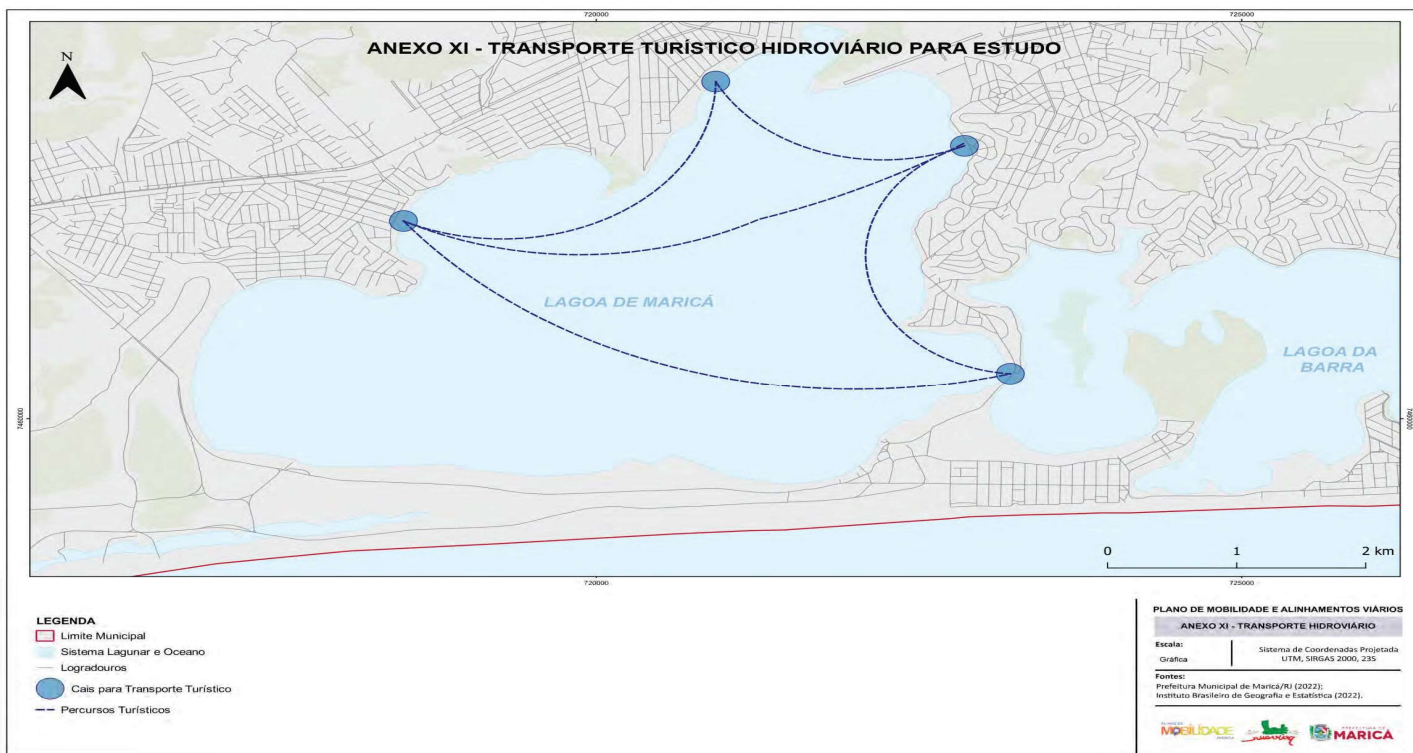 720000
725000
ANEXO XI - TRANSPORTE TURÍSTICO HIDROVIÁRIO PARA ESTUDO
N
LAGOA DE MARICÁ
LAGOA DA
BARRA
7460000
7460000
0 1 2 km
720000
725000
LEGENDA
Limite Municipal
Sistema Lagunar e Oceano
Logradouros
Cais para Transporte Turístico
Percursos Turísticos
PLANO DE MOBILIDADE E ALINHAMENTOS VIÁRIOS
ANEXO XI - TRANSPORTE HIDROVIÁRIO
Escala:
Gráfica
Sistema de Coordenadas Projetada
UTM, SIRGAS 2000, 23S
Fontes:
Prefeitura Municipal de Maricá/RJ (2022);
Instituto Brasileiro de Geografia e Estatística (2022).
MOBILIDADE
MARICÁ